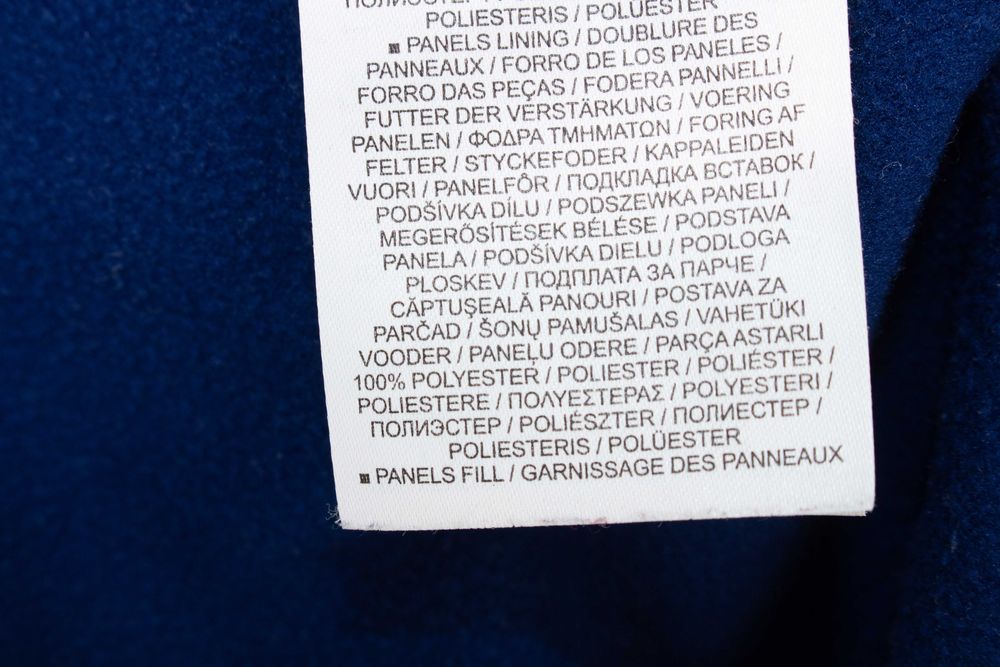 POLIESTERIS / POLÜESTER
PANELS LINING / DOUBLURE DES
PANNEAUX / FORRO DE LOS PANELES /
FORRO DAS PEÇAS / FODERA PANNELLI /
FUTTER DER VERSTÄRKUNG / VOERING
PANELEN / ΦΟΔΡΑ ΤΜΗΜΑΤΩΝ / FORING AF
FELTER / STYCKEFODER / KAPPALEIDEN
VUORI / PANELFÔR / ПОДКЛАДКА ВСТАВОК /
PODŠÍVKA DÍLU / PODSZEWKA PANELI /
MEGERŐSÍTÉSEK BÉLÉSE / PODSTAVA
PANELA / PODŠÍVKA DIELU / PODLOGA
PLOSKEV / ПОДПЛАТА ЗА ПАРЧЕ /
CĂPTUŞEALĂ PANOURI / POSTAVA ZA
PARČAD / ŠONŲ PAMUŠALAS / VAHETÜKI
VOODER / PANEĻU ODERE / PARÇA ASTARLI
100% POLYESTER / POLIESTER / POLIÉSTER /
POLIESTERE / ΠΟΛΥΕΣΤΕΡΑΣ / POLYESTERI /
ПОЛИЭСТЕР / POLIÉSZTER / ПОЛИЕСТЕР /
POLIESTERIS / POLÜESTER
PANELS FILL / GARNISSAGE DES PANNEAUX